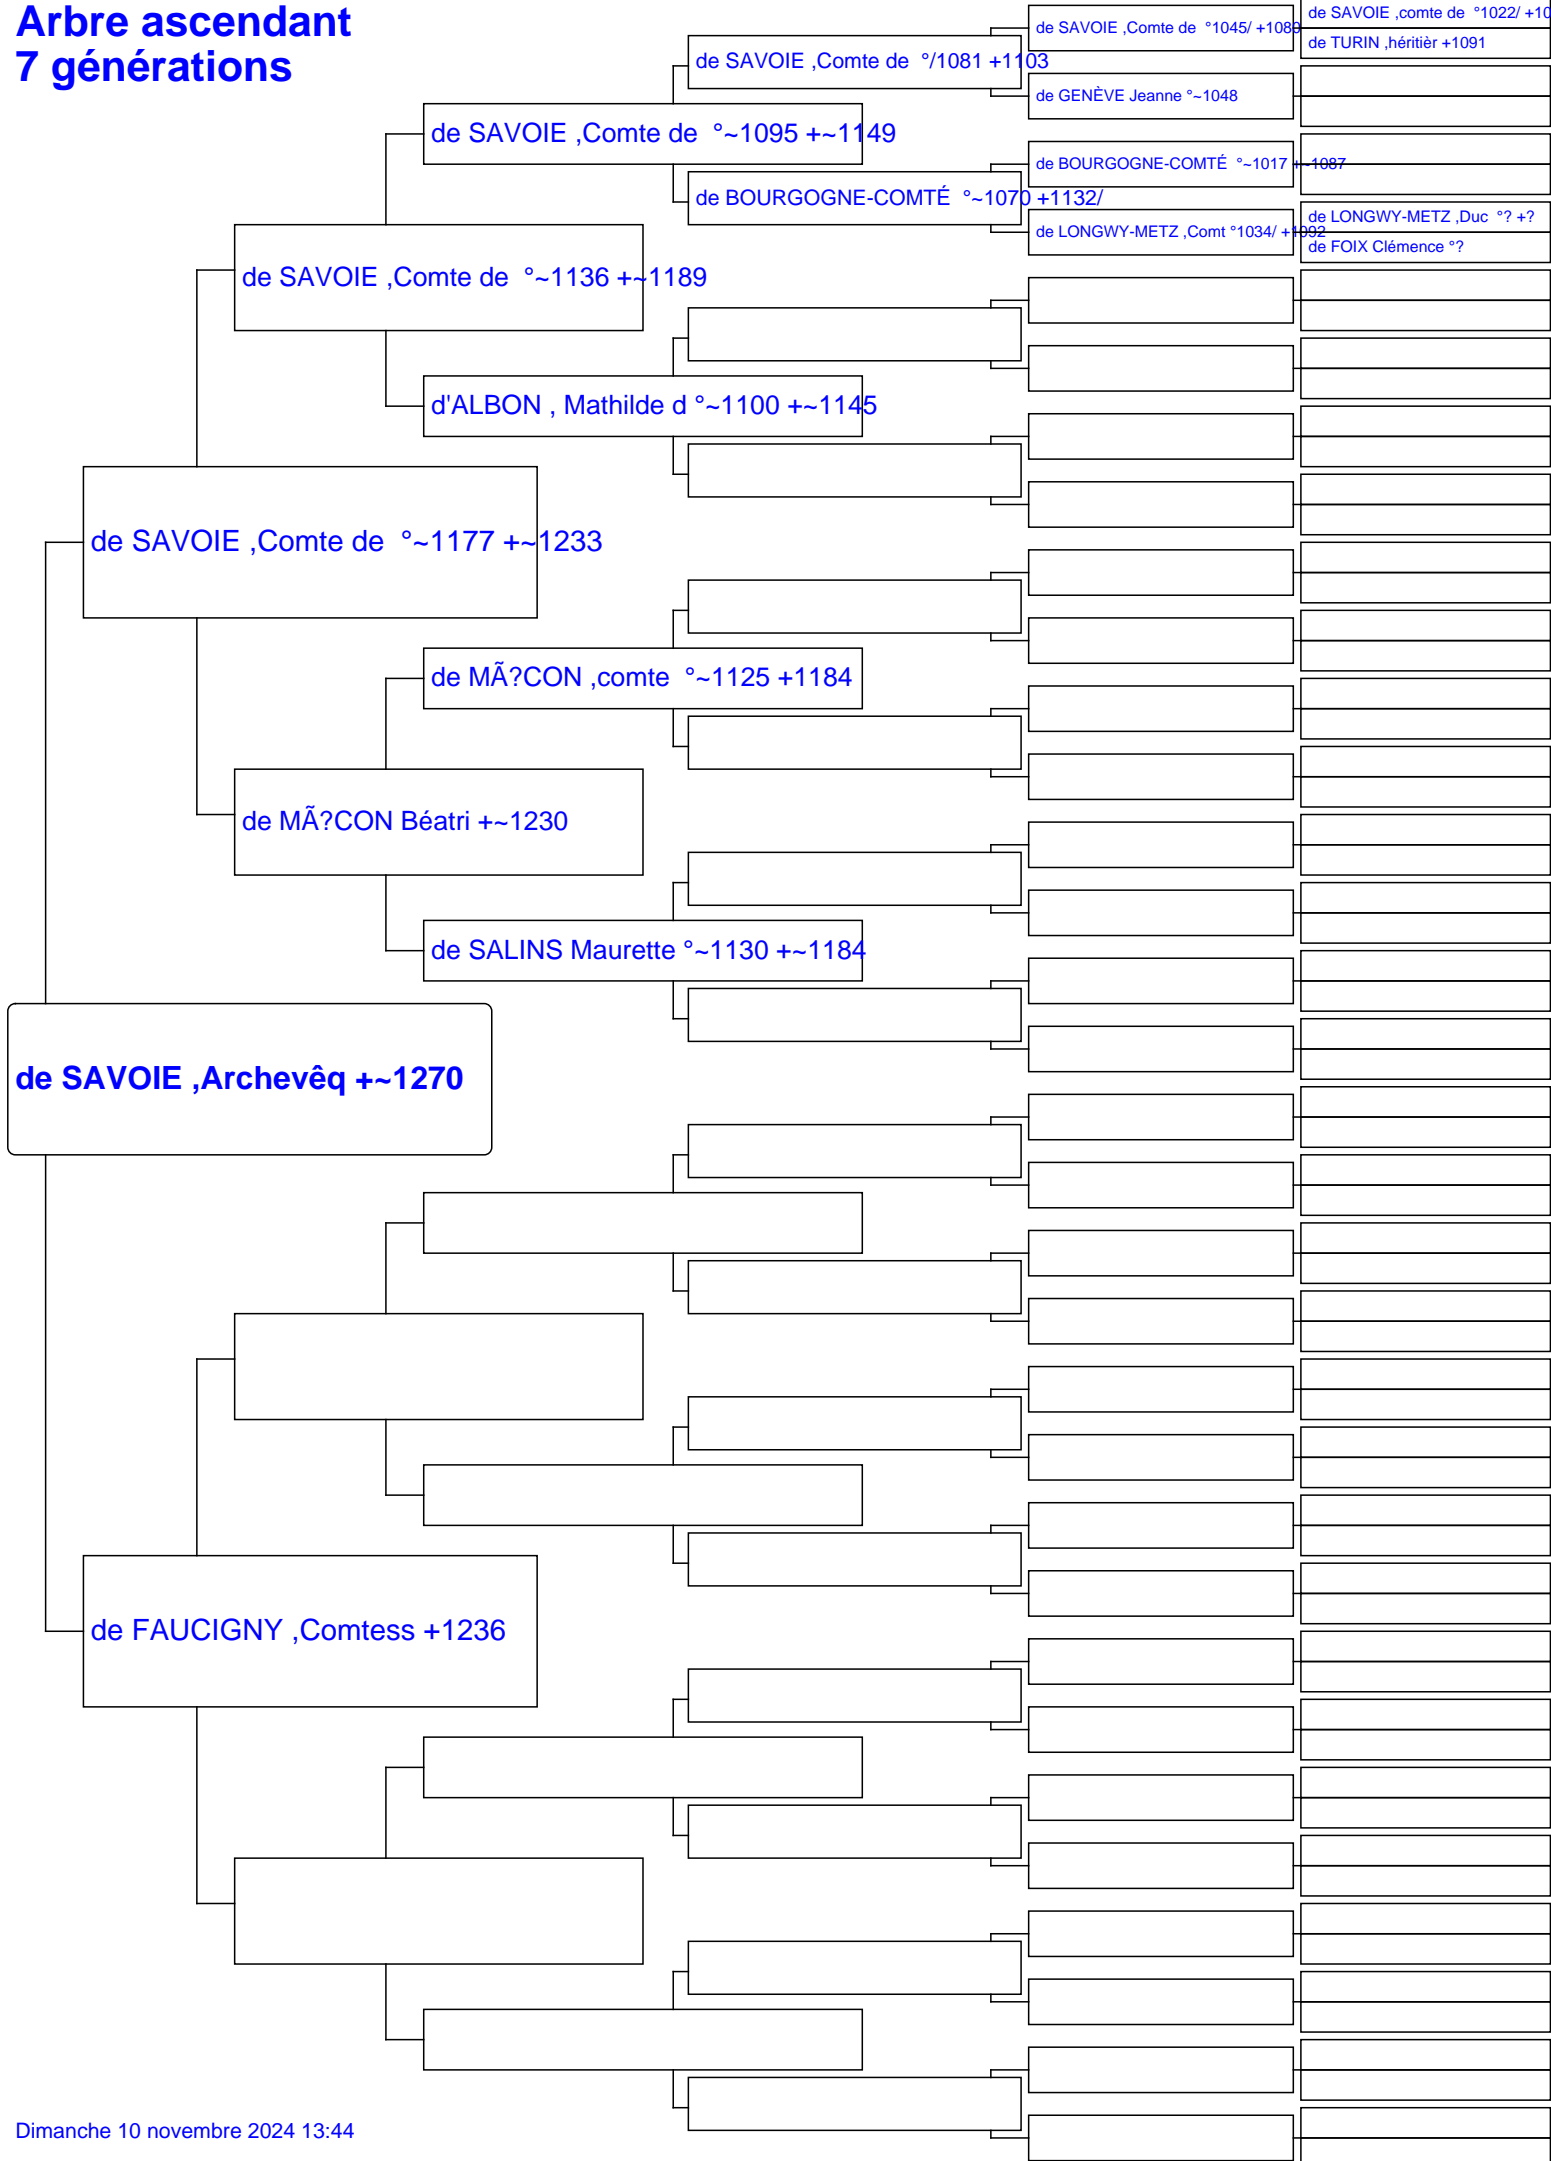 Arbre ascendant
7 générations
de SAVOIE ,comte de °1022/ +10
de TURIN ,héritièr +1091
de SAVOIE ,Comte de °1045/ +1080
de SAVOIE ,Comte de °/1081 +1103
de GENÈVE Jeanne °~1048
de SAVOIE ,Comte de °~1095 +~1149
de BOURGOGNE-COMTÉ °~1017 +~1087
de BOURGOGNE-COMTÉ °~1070 +1132/
de LONGWY-METZ ,Duc °? +?
de LONGWY-METZ ,Comt °1034/ +1092
de FOIX Clémence °?
de SAVOIE ,Comte de °~1136 +~1189
d'ALBON , Mathilde d °~1100 +~1145
de SAVOIE ,Comte de °~1177 +~1233
de MÃ?CON ,comte °~1125 +1184
de MÃ?CON Béatri +~1230
de SALINS Maurette °~1130 +~1184
de SAVOIE ,Archevêq +~1270
de FAUCIGNY ,Comtess +1236
Dimanche 10 novembre 2024 13:44